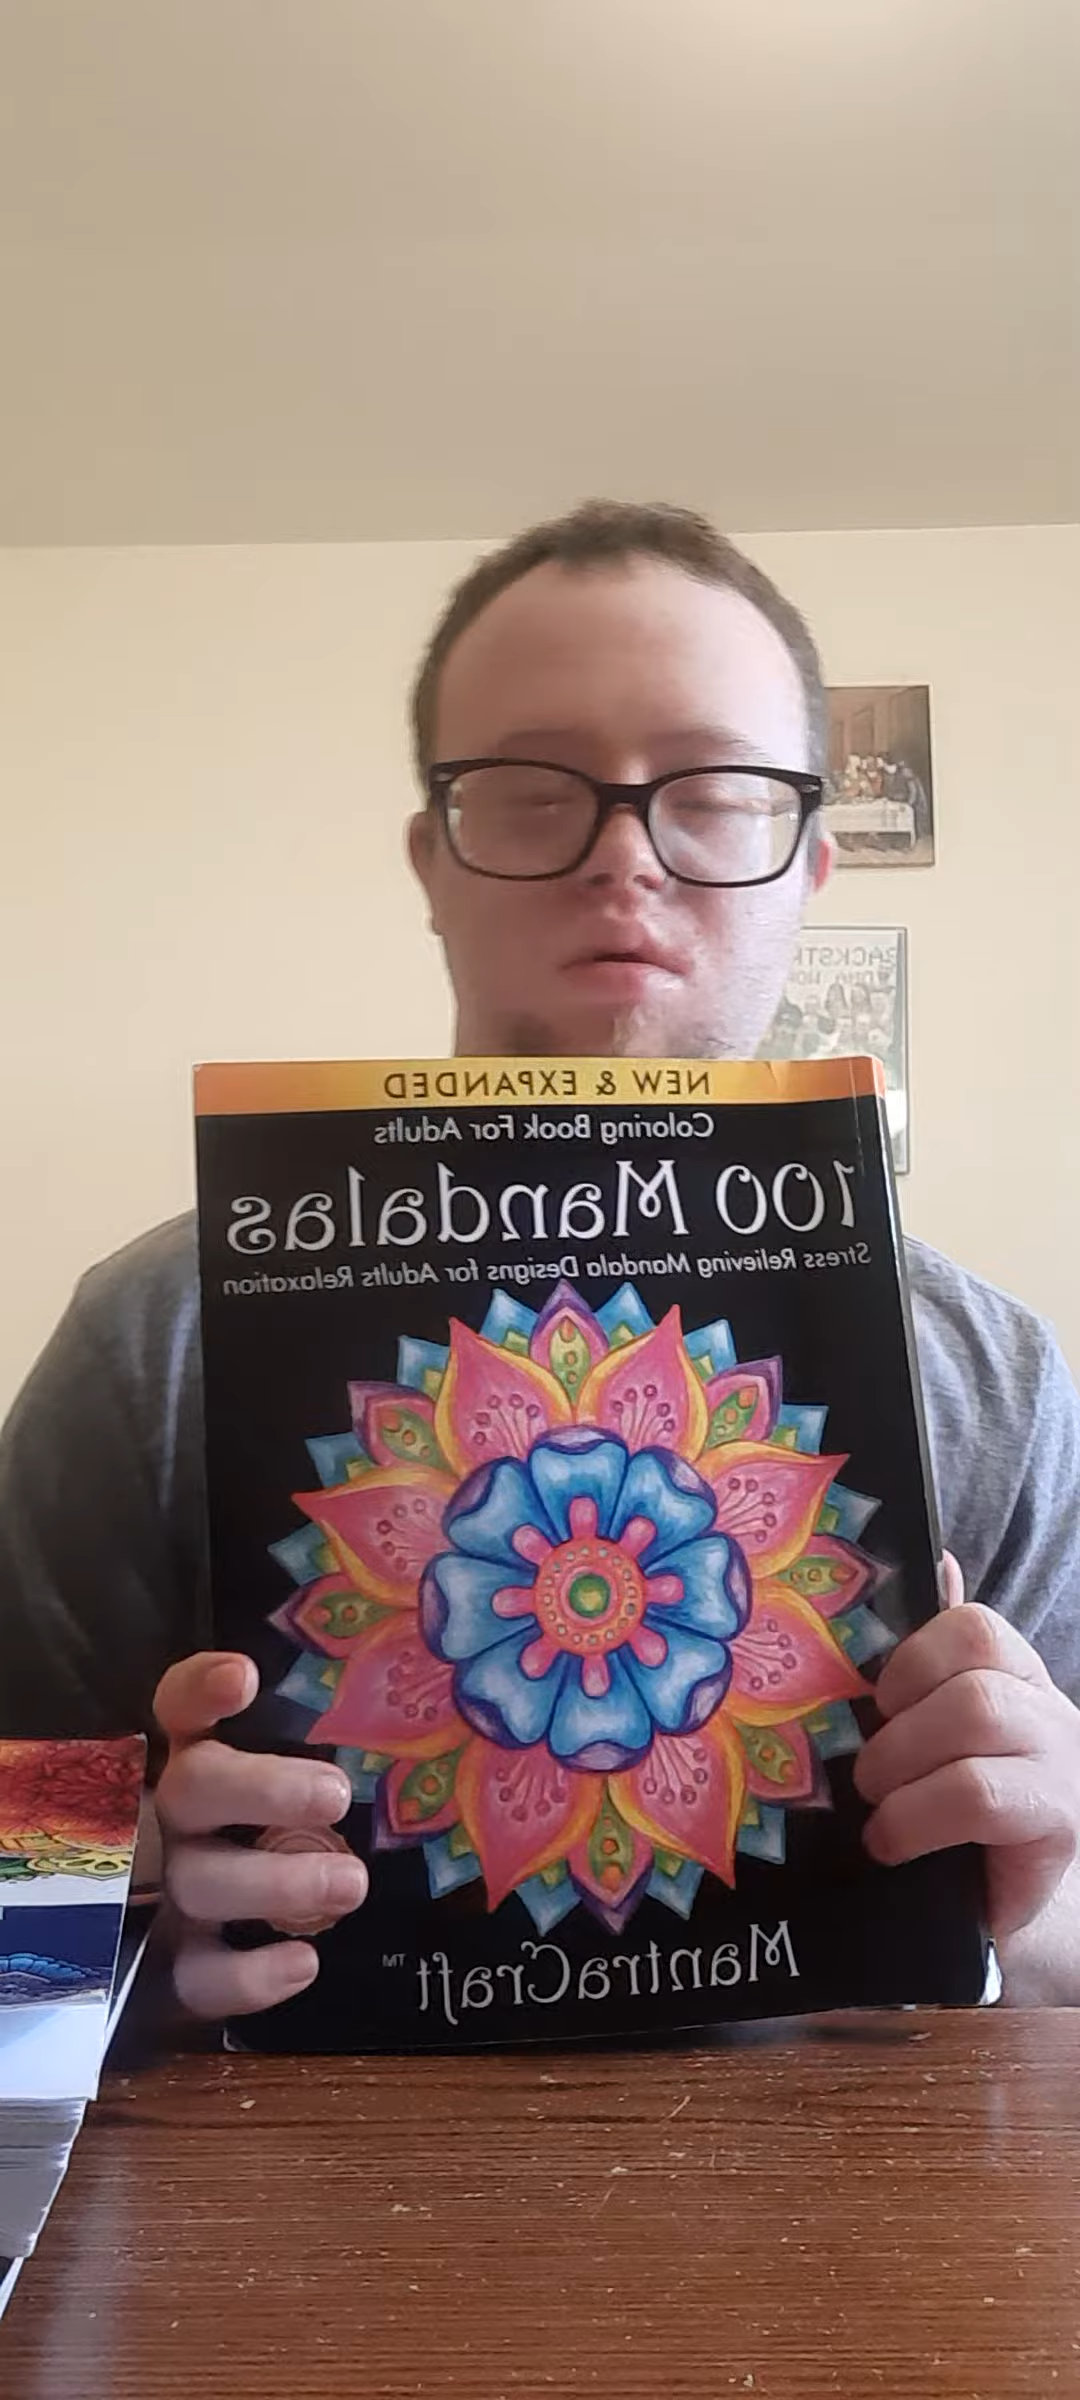 NEW & EXPANDED
Coloring Book For Adults
100 Mandalas
Stress Relieving Mandala Designs for Adults Relaxation
MantraCraft™